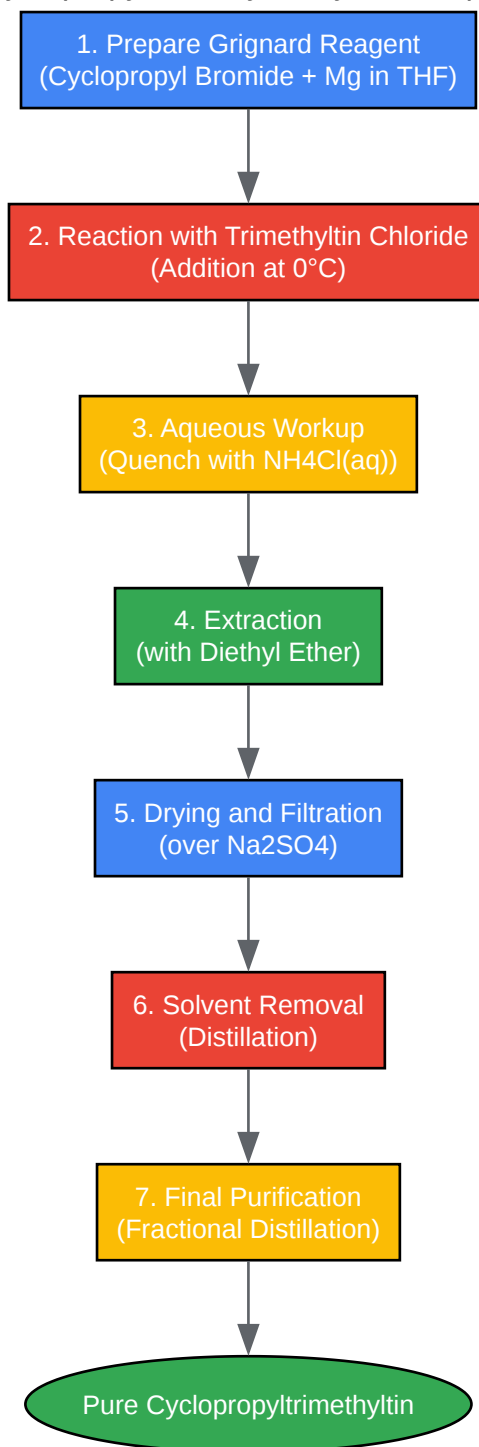 1. Prepare Grignard Reagent
(Cyclopropyl Bromide + Mg in THF)
2. Reaction with Trimethyltin Chloride
(Addition at 0°C)
3. Aqueous Workup
(Quench with NH4Cl(aq))
4. Extraction
(with Diethyl Ether)
5. Drying and Filtration
(over Na2SO4)
6. Solvent Removal
(Distillation)
7. Final Purification
(Fractional Distillation)
Pure Cyclopropyltrimethyltin